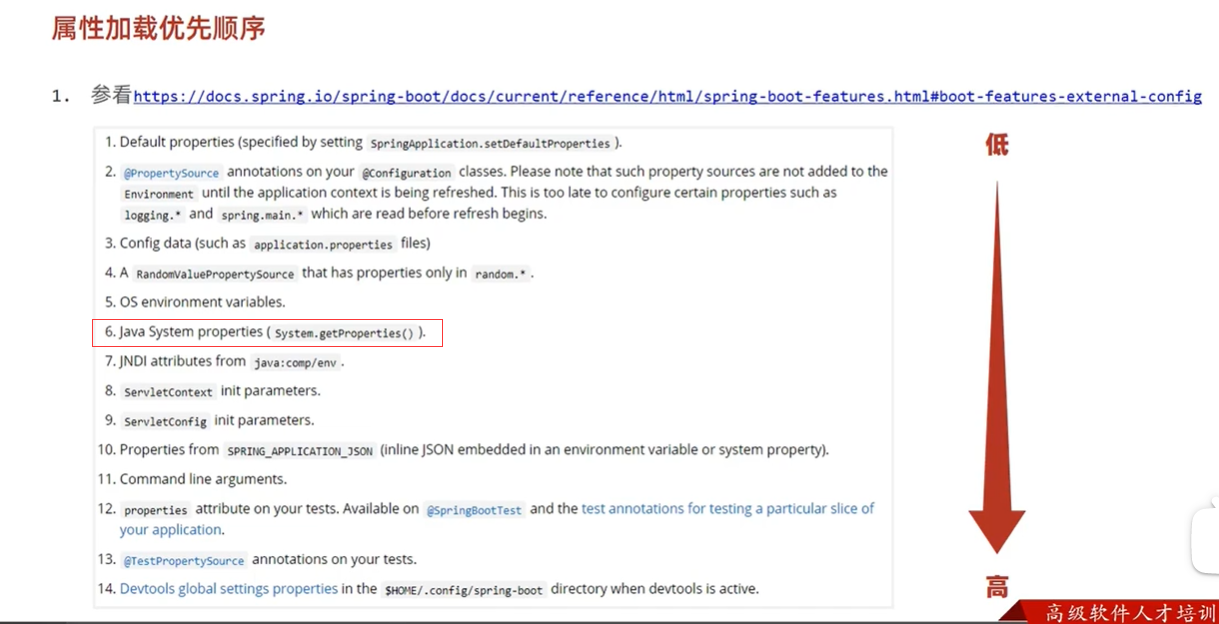 属性加载优先顺序
1. 参看https://docs.spring.io/spring-boot/docs/current/reference/html/spring-boot-features.html#boot-features-external-config
低
1. Default properties (specified by setting SpringApplication.setDefaultProperties ).
2. @PropertySource annotations on your @Configuration classes. Please note that such property sources are not added to the
Environment until the application context is being refreshed. This is too late to configure certain properties such as
logging.* and spring.main.* which are read before refresh begins.
3. Config data (such as application.properties files)
4. A RandomValuePropertySource that has properties only in random.* .
5. OS environment variables.
6. Java System properties ( System.getProperties() ).
7. JNDI attributes from java:comp/env .
8. ServletContext init parameters.
9. ServletConfig init parameters.
10. Properties from SPRING_APPLICATION_JSON (inline JSON embedded in an environment variable or system property).
11. Command line arguments.
12. properties attribute on your tests. Available on @SpringBootTest and the test annotations for testing a particular slice of
your application.
13. @TestPropertySource annotations on your tests.
14. Devtools global settings properties in the $HOME/.config/spring-boot directory when devtools is active.
高
高级软件人才培训